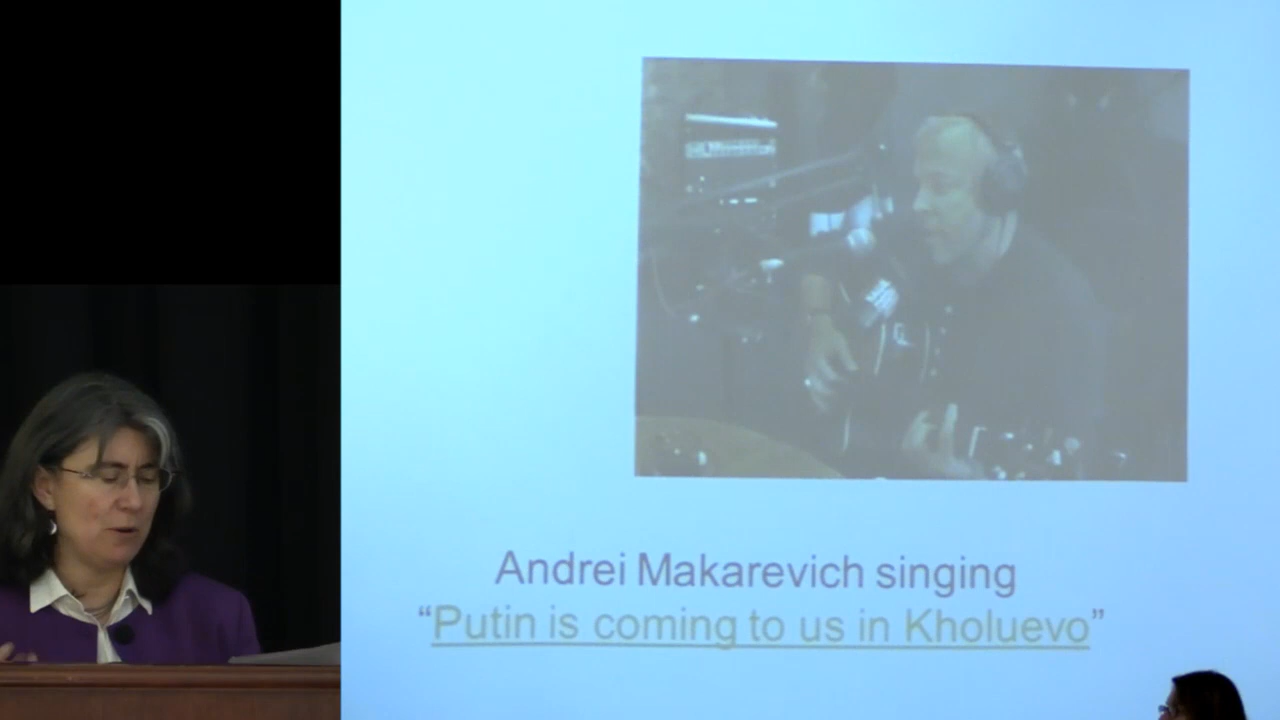 Andrei Makarevich singing
“Putin is coming to us in Kholuevo”